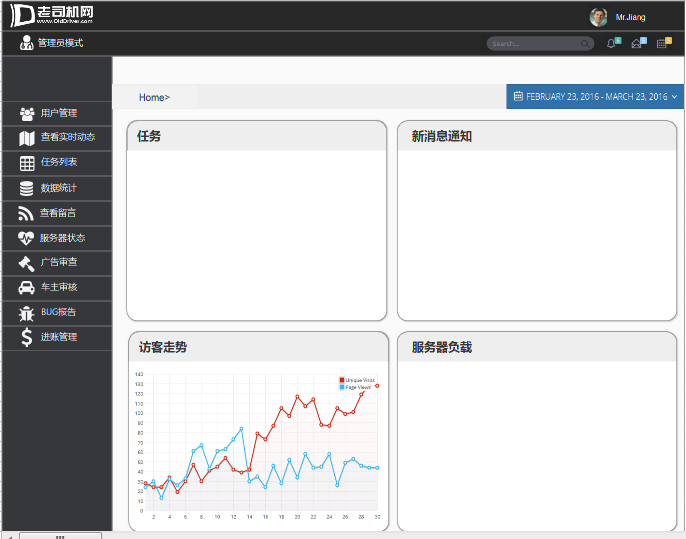 老司机网
www.OldDriver.com
Mr.Jiang
管理员模式
Search...
Home>
FEBRUARY 23, 2016 - MARCH 23, 2016
用户管理
查看实时动态
任务列表
数据统计
查看留言
服务器状态
广告审查
车主审核
BUG报告
进账管理
任务
新消息通知
访客走势
服务器负载
Unique Visits
Page Views
140
130
120
110
100
90
80
70
60
50
40
30
20
10
0
2 4 6 8 10 12 14 16 18 20 22 24 26 28 30